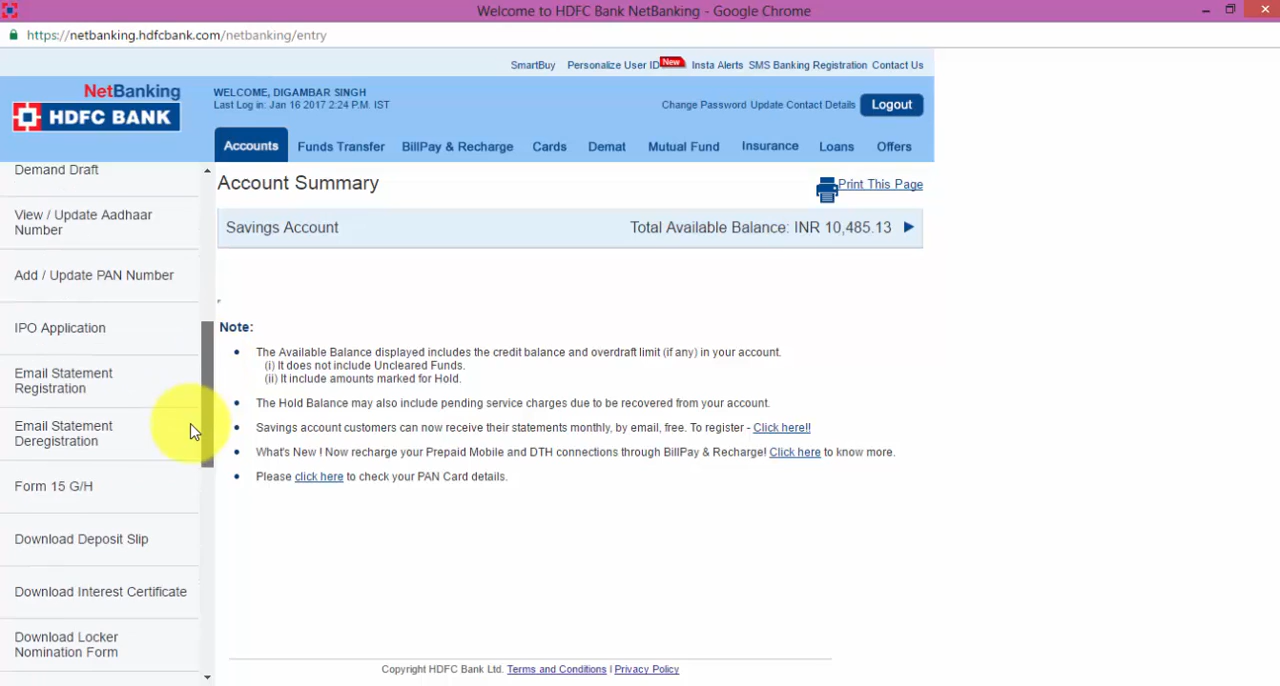 Welcome to HDFC Bank NetBanking - Google Chrome
https://netbanking.hdfcbank.com/netbanking/entry
SmartBuy Personalize User ID New Insta Alerts SMS Banking Registration Contact Us
NetBanking
HDFC BANK
WELCOME, DIGAMBAR SINGH
Last Log in: Jan 16 2017 2:24 P.M. IST
Change Password Update Contact Details Logout
Accounts Funds Transfer BillPay & Recharge Cards Demat Mutual Fund Insurance Loans Offers
Demand Draft
View / Update Aadhaar
Number
Add / Update PAN Number
IPO Application
Email Statement
Registration
Email Statement
Deregistration
Form 15 G/H
Download Deposit Slip
Download Interest Certificate
Download Locker
Nomination Form
Account Summary
Print This Page
Savings Account Total Available Balance: INR 10,485.13
Note:
The Available Balance displayed includes the credit balance and overdraft limit (if any) in your account.
(i) It does not include Uncleared Funds.
(ii) It include amounts marked for Hold.
The Hold Balance may also include pending service charges due to be recovered from your account.
Savings account customers can now receive their statements monthly, by email, free. To register - Click here!!
What's New ! Now recharge your Prepaid Mobile and DTH connections through BillPay & Recharge! Click here to know more.
Please click here to check your PAN Card details.
Copyright HDFC Bank Ltd. Terms and Conditions | Privacy Policy